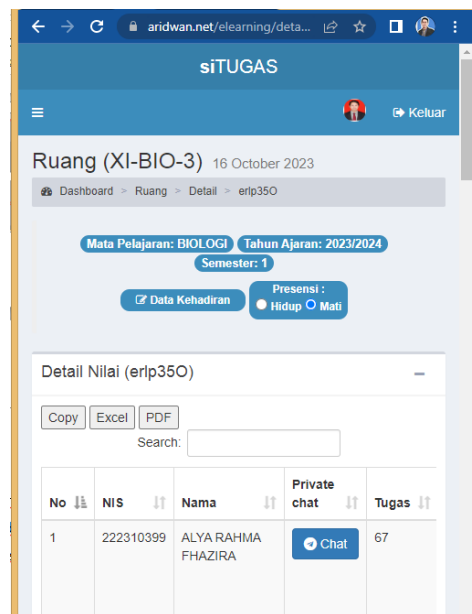 aridwan.net/elearning/deta...
siTUGAS
Keluar
Ruang (XI-BIO-3) 16 October 2023
Dashboard > Ruang > Detail > erlp35O
Mata Pelajaran: BIOLOGI Tahun Ajaran: 2023/2024
Semester: 1
Data Kehadiran
Presensi :
Hidup Mati
Detail Nilai (erlp35O)
Copy Excel PDF
Search:
No NIS Nama Private chat Tugas
1 222310399 ALYA RAHMA FHAZIRA Chat 67